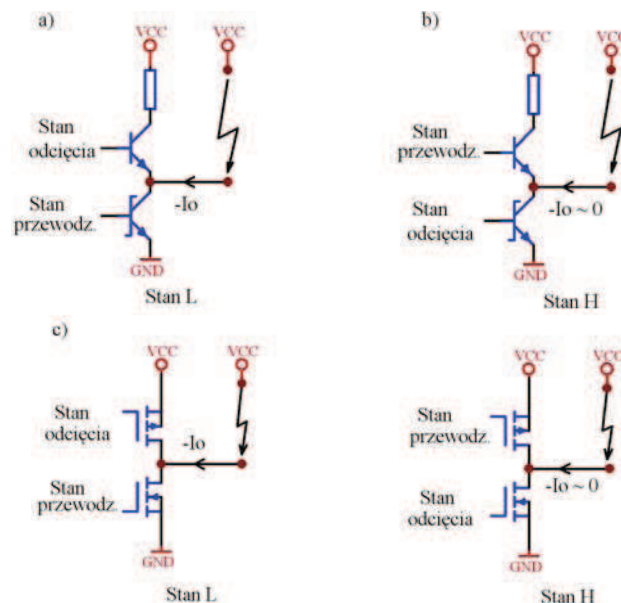 a)
VCC
VCC
Stan
odcięcia
Stan
przewodz.
-Io
GND
Stan L
b)
VCC
VCC
Stan
przewodz.
Stan
odcięcia
-Io ~ 0
GND
Stan H
c)
VCC
VCC
Stan
odcięcia
-Io
Stan
przewodz.
GND
Stan L
VCC
VCC
Stan
przewodz.
-Io ~ 0
Stan
odcięcia
GND
Stan H